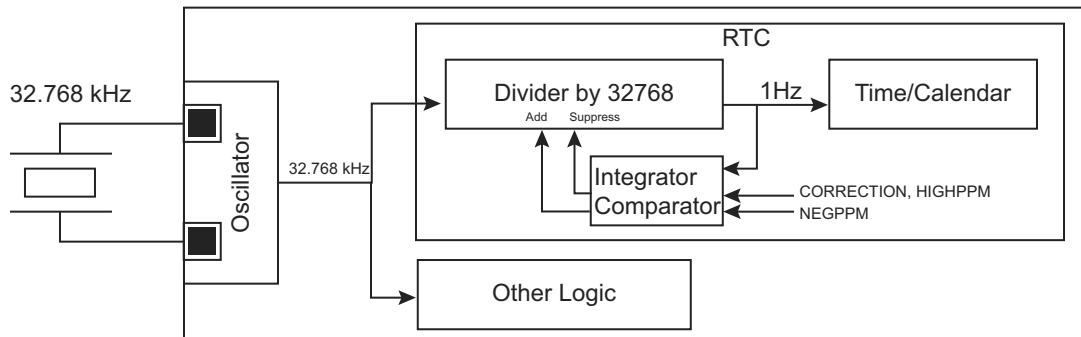 RTC
32.768 kHz
Divider by 32768
Add Suppress
1Hz
Time/Calendar
Oscillator
32.768 kHz
Integrator
Comparator
CORRECTION, HIGHPPM
NEGPPM
Other Logic